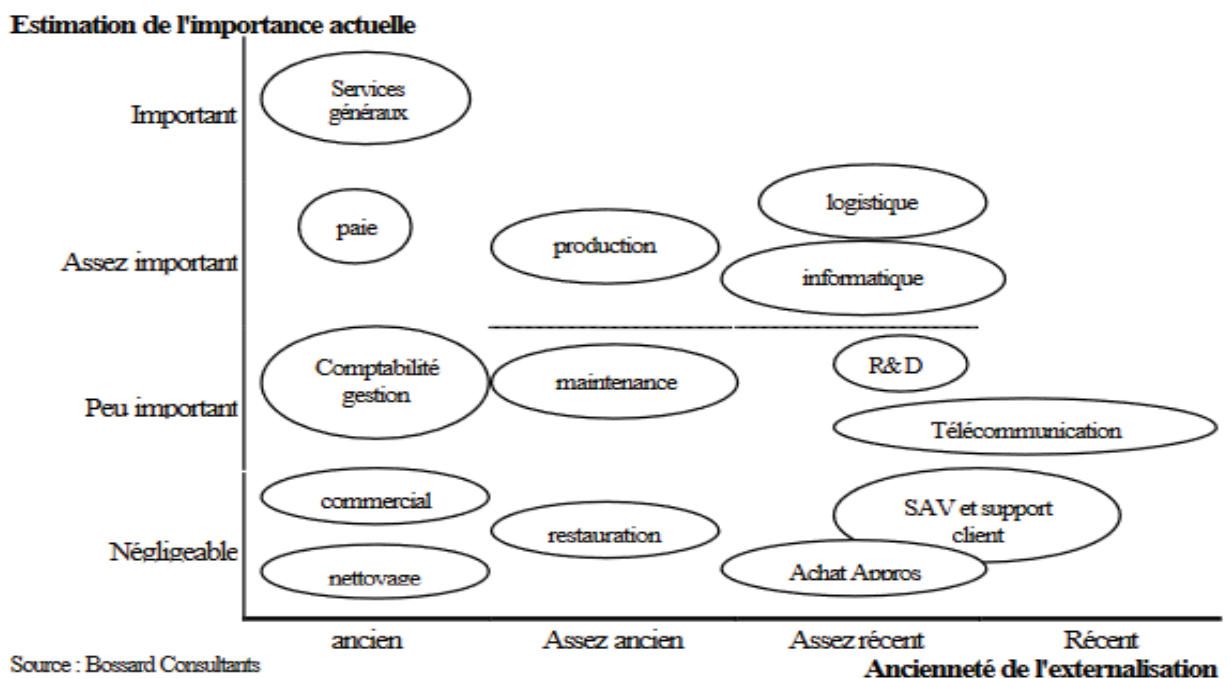 Estimation de l'importance actuelle
Services
généraux
Important
logistique
paie
production
Assez important
informatique
Comptabilité
gestion
maintenance
R&D
Peu important
Télécommunication
commercial
SAV et support
client
restauration
Négligeable
nettoyage
Achat Appros
ancien
Assez ancien
Assez récent
Récent
Source : Bossard Consultants
Ancienneté de l'externalisation